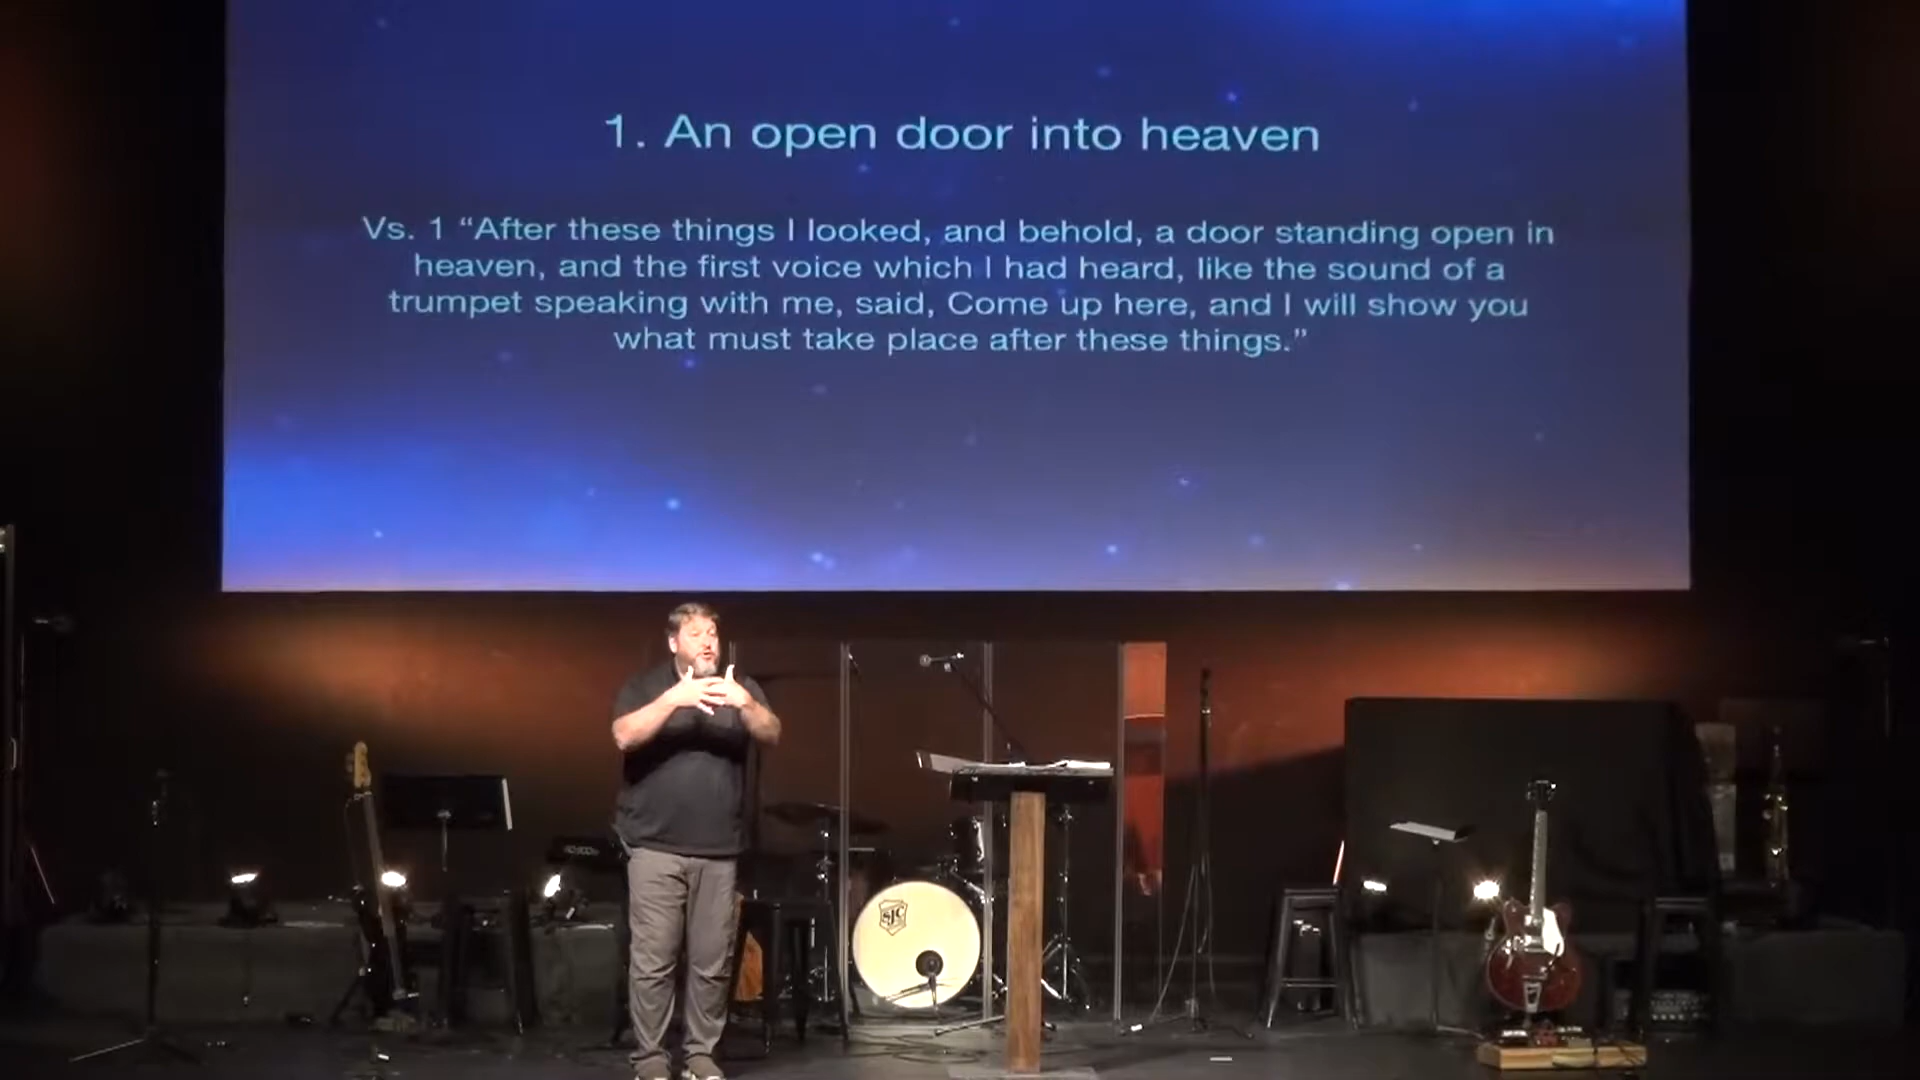 1. An open door into heaven
Vs. 1 “After these things I looked, and behold, a door standing open in
heaven, and the first voice which I had heard, like the sound of a
trumpet speaking with me, said, Come up here, and I will show you
what must take place after these things.”
SJC